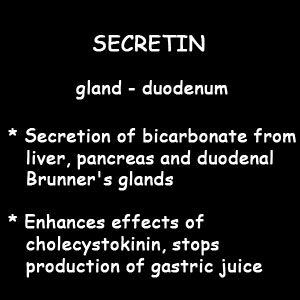 SECRETIN
gland - duodenum
* Secretion of bicarbonate from
liver, pancreas and duodenal
Brunner's glands
* Enhances effects of
cholecystokinin, stops
production of gastric juice